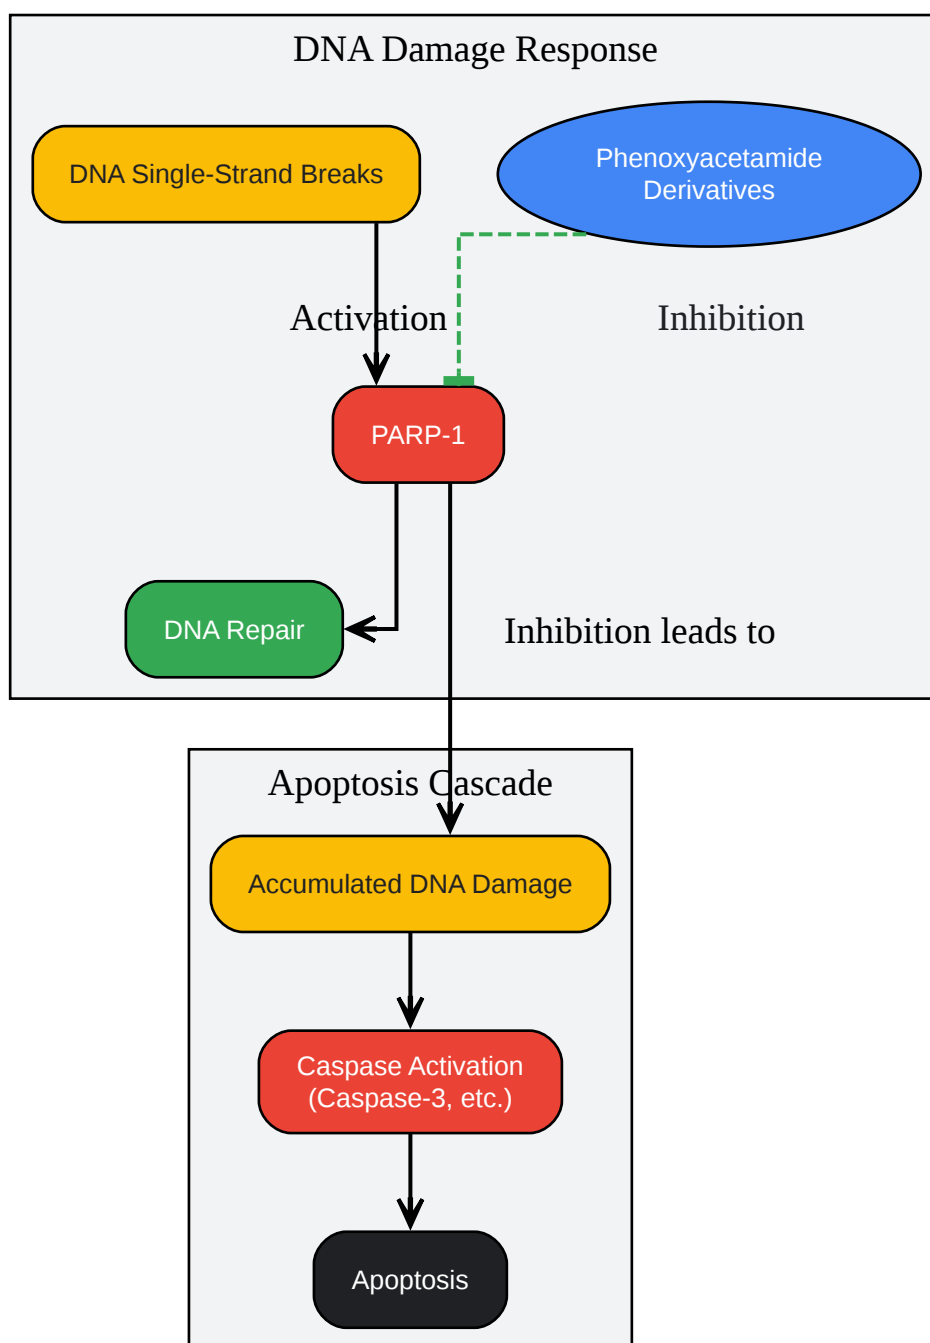 DNA Damage Response
DNA Single-Strand Breaks
Phenoxyacetamide
Derivatives
Activation
Inhibition
PARP-1
DNA Repair
Inhibition leads to
Apoptosis Cascade
Accumulated DNA Damage
Caspase Activation
(Caspase-3, etc.)
Apoptosis